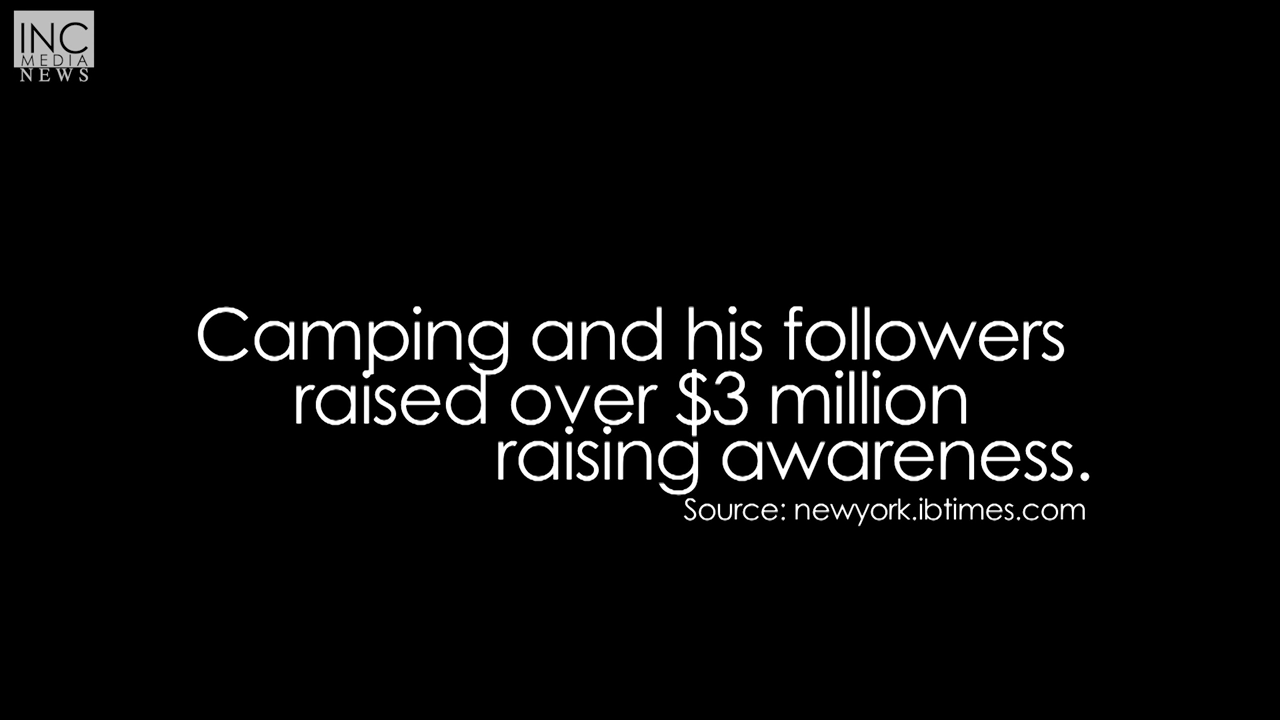 INC
MEDIA
NEWS
Camping and his followers
raised over $3 million
raising awareness.
Source: newyork.ibtimes.com